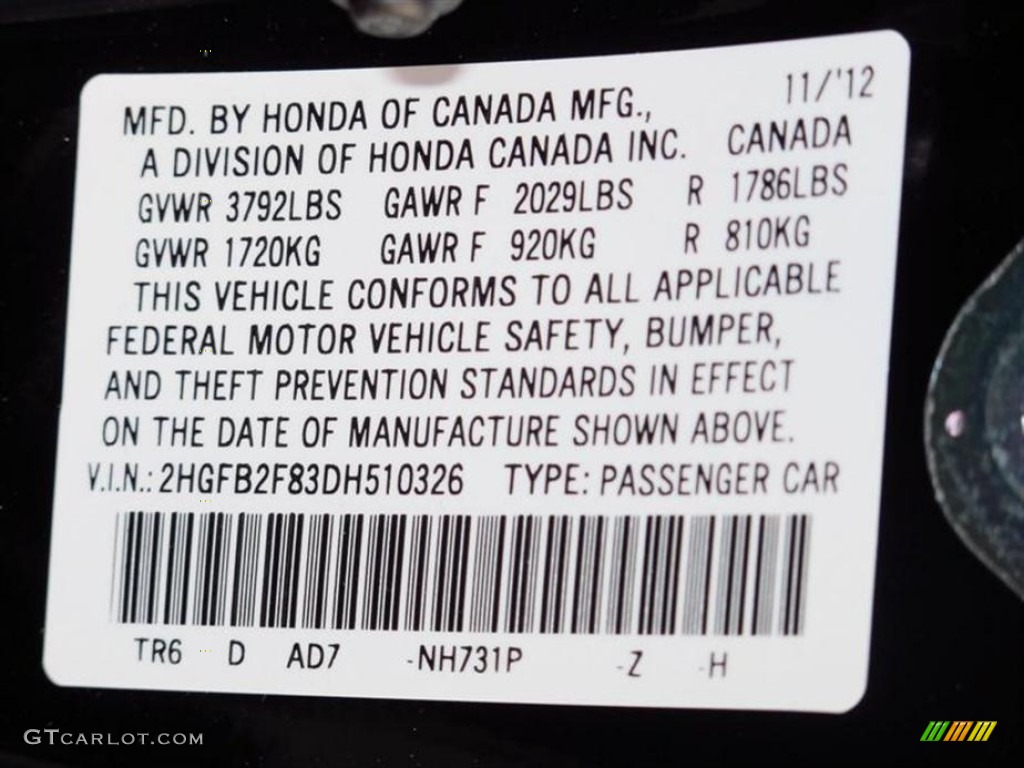 11/'12
MFD. BY HONDA OF CANADA MFG.,
A DIVISION OF HONDA CANADA INC. CANADA
GVWR 3792LBS GAWR F 2029LBS R 1786LBS
GVWR 1720KG GAWR F 920KG R 810KG
THIS VEHICLE CONFORMS TO ALL APPLICABLE
FEDERAL MOTOR VEHICLE SAFETY, BUMPER,
AND THEFT PREVENTION STANDARDS IN EFFECT
ON THE DATE OF MANUFACTURE SHOWN ABOVE.
V.I.N.: 2HGFB2F83DH510326 TYPE: PASSENGER CAR
TR6 D AD7 -NH731P -Z -H
GTCARLOT.COM